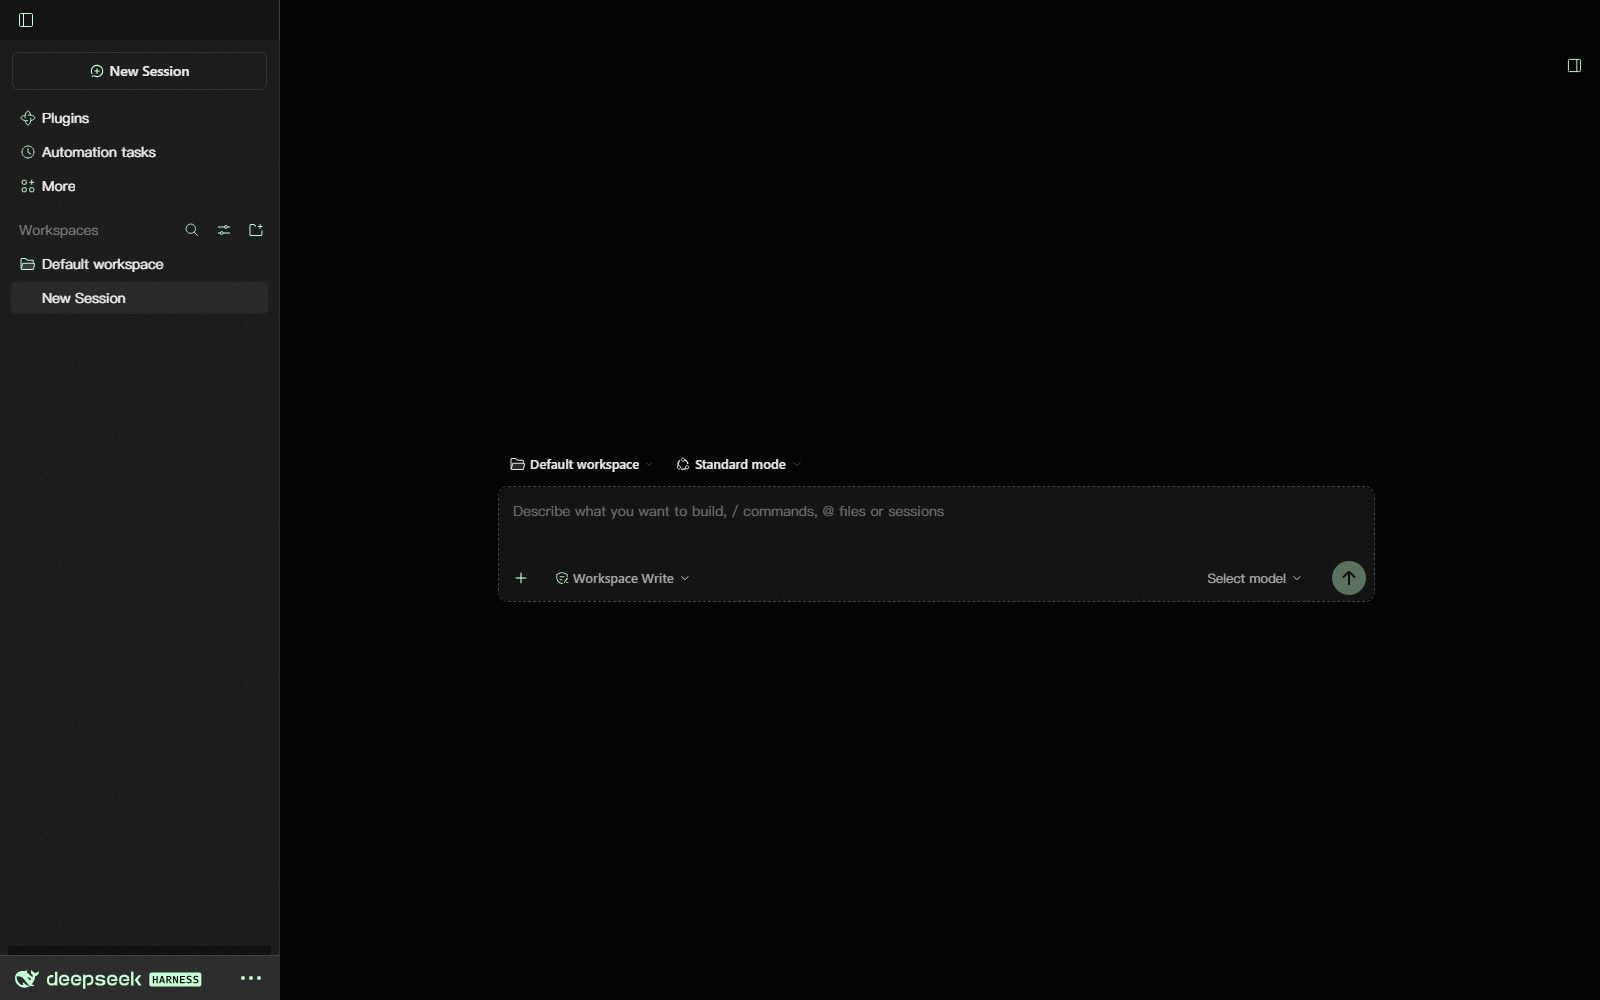 New Session
Plugins
Automation tasks
More
Workspaces
Default workspace
New Session
deepseek HARNESS
Default workspace Standard mode
Describe what you want to build, / commands, @ files or sessions
Workspace Write Select model